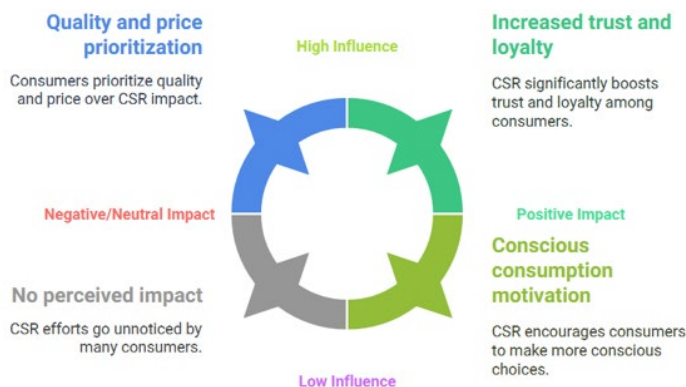 Quality and price
prioritization
Consumers prioritize quality
and price over CSR impact.
High Influence
Increased trust and
loyalty
CSR significantly boosts
trust and loyalty among
consumers.
Negative/Neutral Impact
Positive Impact
No perceived impact
CSR efforts go unnoticed by
many consumers.
Conscious
consumption
motivation
CSR encourages consumers
to make more conscious
choices.
Low Influence